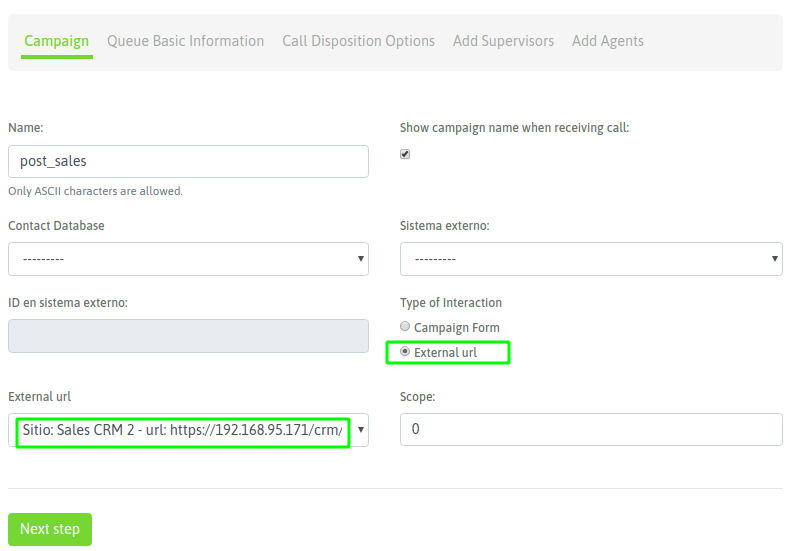 Campaign Queue Basic Information Call Disposition Options Add Supervisors Add Agents
Name: Show campaign name when receiving call:
post_sales
Only ASCII characters are allowed.
Contact Database Sistema externo:
--------- ---------
ID en sistema externo: Type of Interaction
Campaign Form
External url
External url Scope:
Sitio: Sales CRM 2 - url: https://192.168.95.171/crm/ 0
Next step